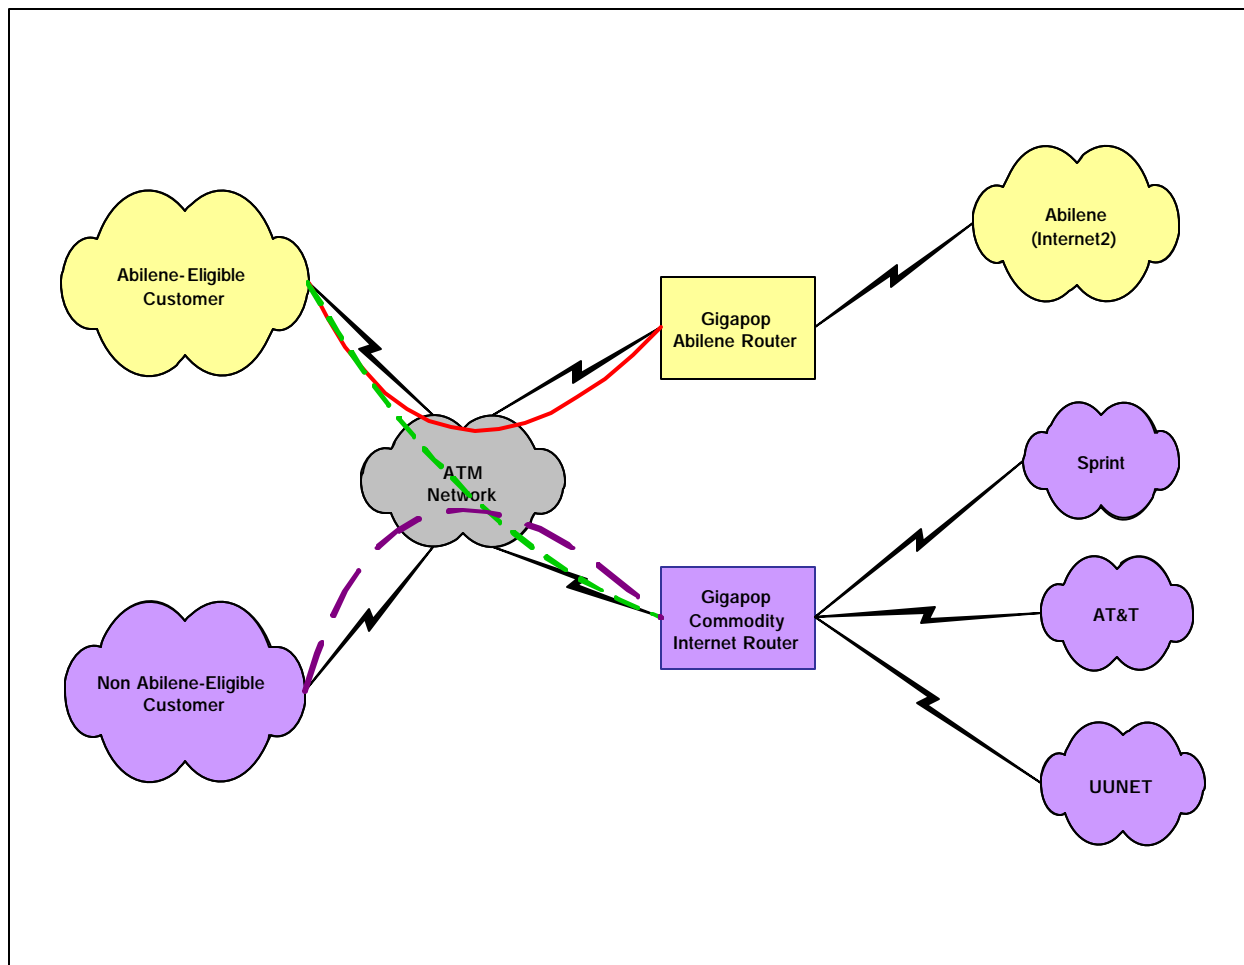 Abilene-Eligible
Customer
Abilene
(Internet2)
Gigapop
Abilene Router
ATM
Network
Sprint
Gigapop
Commodity
Internet Router
AT&T
Non Abilene-Eligible
Customer
UUNET